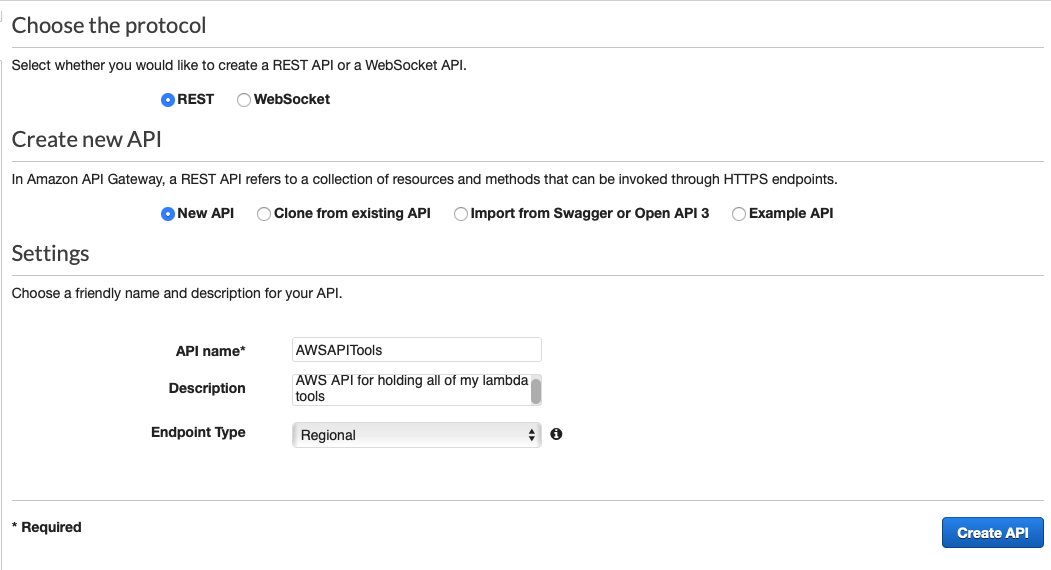 Choose the protocol
Select whether you would like to create a REST API or a WebSocket API.
REST WebSocket
Create new API
In Amazon API Gateway, a REST API refers to a collection of resources and methods that can be invoked through HTTPS endpoints.
New API Clone from existing API Import from Swagger or Open API 3 Example API
Settings
Choose a friendly name and description for your API.
API name* AWSAPITools
Description AWS API for holding all of my lambda
tools
Endpoint Type Regional
* Required
Create API